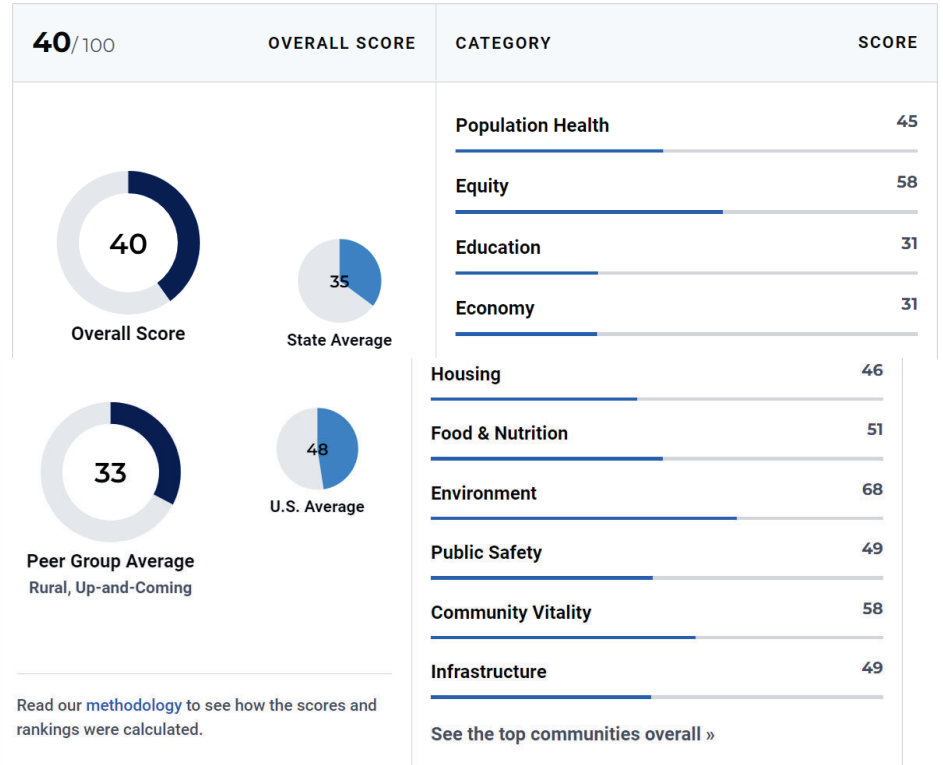 40/100
OVERALL SCORE
CATEGORY
SCORE
40
Overall Score
35
State Average
33
Peer Group Average
Rural, Up-and-Coming
48
U.S. Average
Read our methodology to see how the scores and
rankings were calculated.
Population Health 45
Equity 58
Education 31
Economy 31
Housing 46
Food & Nutrition 51
Environment 68
Public Safety 49
Community Vitality 58
Infrastructure 49
See the top communities overall »